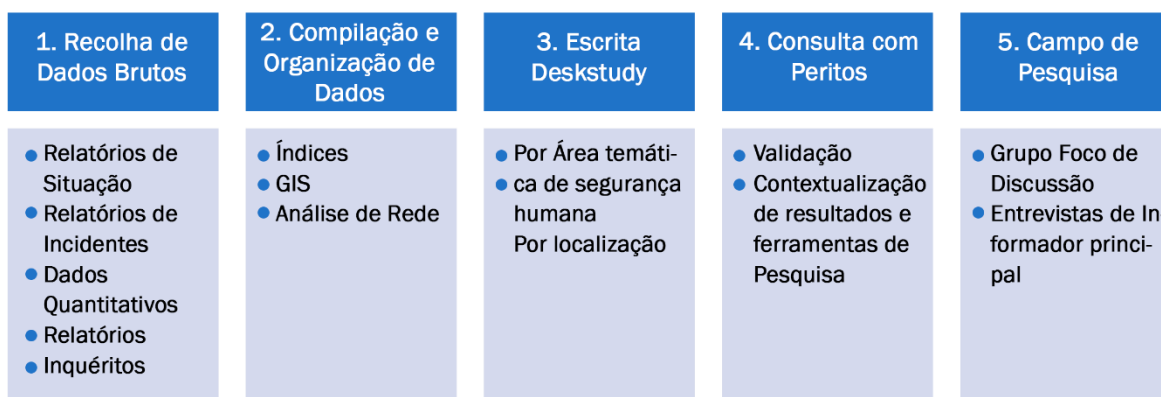 1. Recolha de
Dados Brutos
• Relatórios de
Situação
• Relatórios de
Incidentes
• Dados
Quantitativos
• Relatórios
• Inquéritos
2. Compilação e
Organização de
Dados
• Índices
• GIS
• Análise de Rede
3. Escrita
Deskstudy
• Por Área temáti-
• ca de segurança
humana
Por localização
4. Consulta com
Peritos
• Validação
• Contextualização
de resultados e
ferramentas de
Pesquisa
5. Campo de
Pesquisa
• Grupo Foco de
Discussão
• Entrevistas de In
formador princi-
pal